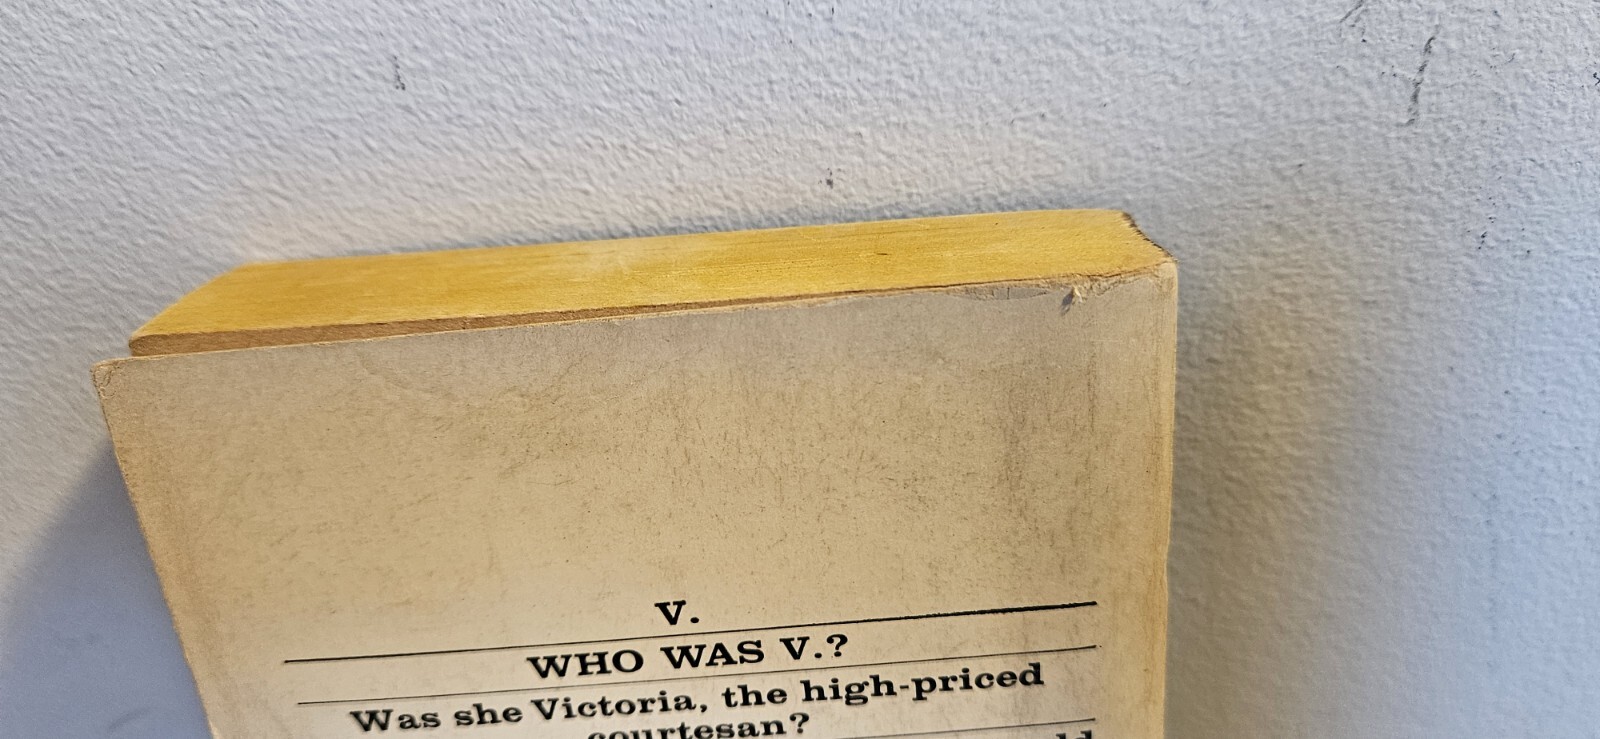 V.
WHO WAS V.?
Was she Victoria, the high-priced
courtesan?